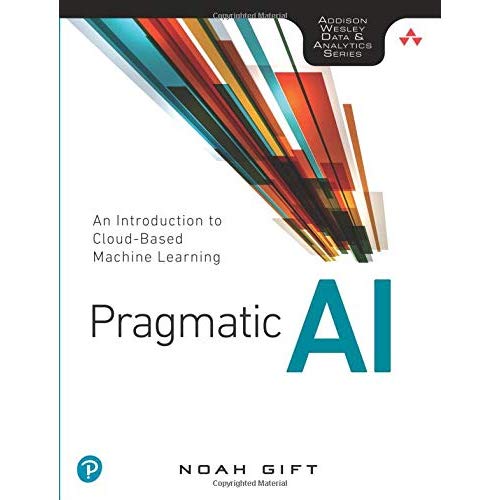 ADDISON
WESLEY
DATA &
ANALYTICS
SERIES
An Introduction to
Cloud-Based
Machine Learning
Pragmatic AI
NOAH GIFT
Copyrighted Material
Copyrighted Material